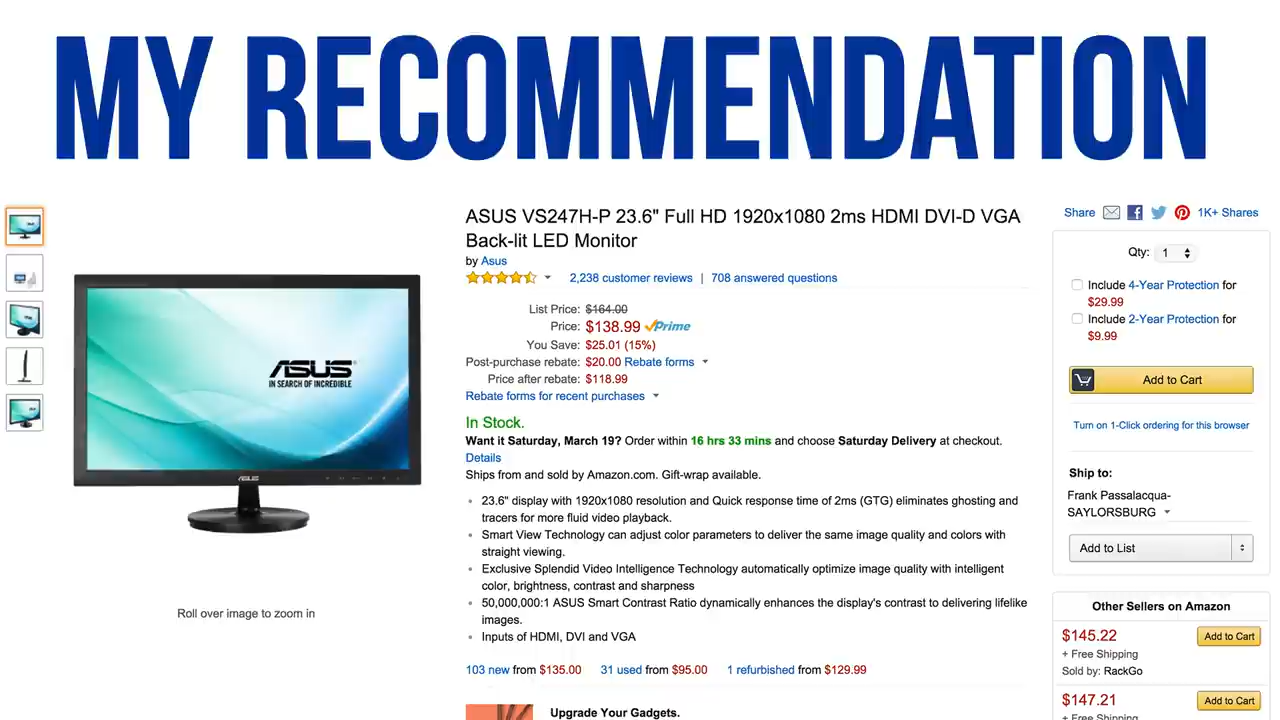 MY RECOMMENDATION
ASUS
IN SEARCH OF INCREDIBLE
ASUS
Roll over image to zoom in
ASUS VS247H-P 23.6" Full HD 1920x1080 2ms HDMI DVI-D VGA
Back-lit LED Monitor
by Asus
2,238 customer reviews | 708 answered questions
List Price: $164.00
Price: $138.99 Prime
You Save: $25.01 (15%)
Post-purchase rebate: $20.00 Rebate forms
Price after rebate: $118.99
Rebate forms for recent purchases
In Stock.
Want it Saturday, March 19? Order within 16 hrs 33 mins and choose Saturday Delivery at checkout.
Details
Ships from and sold by Amazon.com. Gift-wrap available.
23.6" display with 1920x1080 resolution and Quick response time of 2ms (GTG) eliminates ghosting and
tracers for more fluid video playback.
Smart View Technology can adjust color parameters to deliver the same image quality and colors with
straight viewing.
Exclusive Splendid Video Intelligence Technology automatically optimize image quality with intelligent
color, brightness, contrast and sharpness
50,000,000:1 ASUS Smart Contrast Ratio dynamically enhances the display's contrast to delivering lifelike
images.
Inputs of HDMI, DVI and VGA
103 new from $135.00 31 used from $95.00 1 refurbished from $129.99
Upgrade Your Gadgets.
Share 1K+ Shares
Qty: 1
Include 4-Year Protection for
$29.99
Include 2-Year Protection for
$9.99
Add to Cart
Turn on 1-Click ordering for this browser
Ship to:
Frank Passalacqua-
SAYLORSBURG
Add to List
Other Sellers on Amazon
$145.22 Add to Cart
+ Free Shipping
Sold by: RackGo
$147.21 Add to Cart
+ Free Shipping